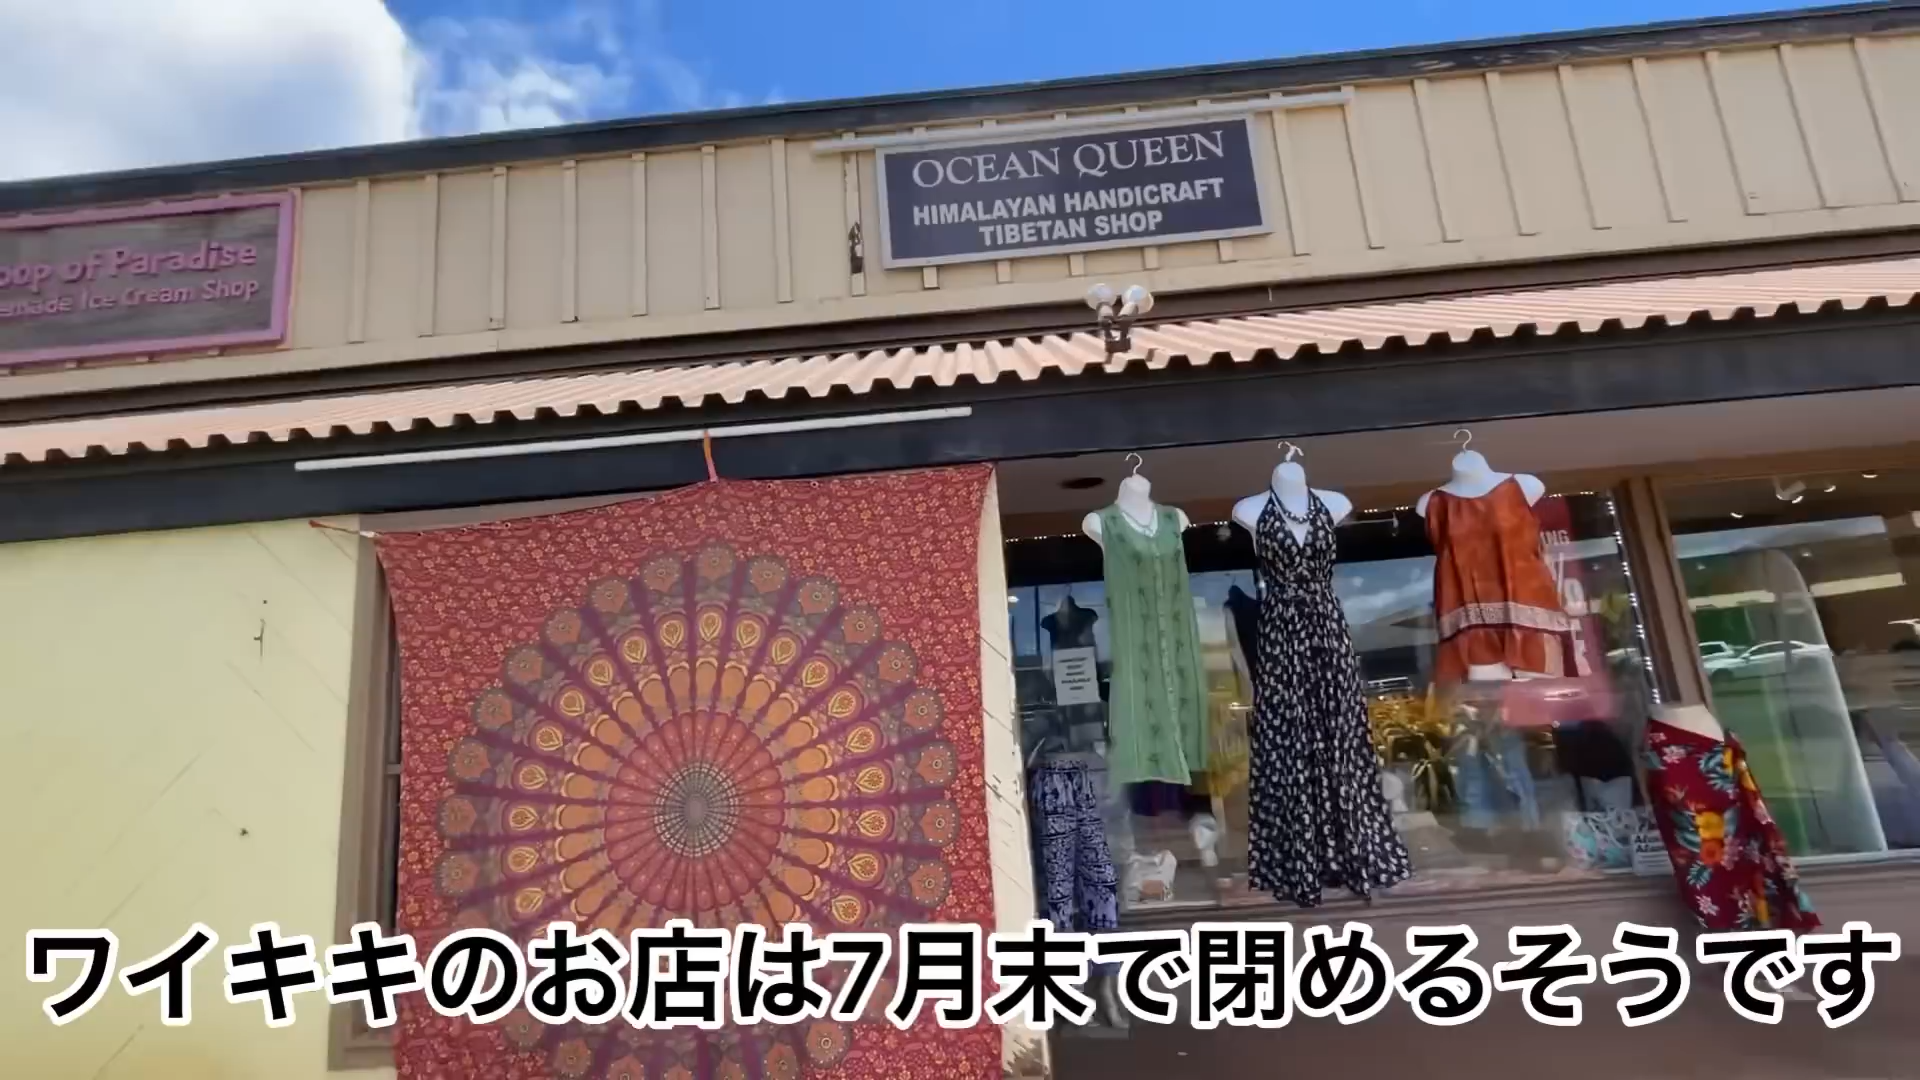 OCEAN QUEEN
HIMALAYAN HANDICRAFT
TIBETAN SHOP
of Paradise
Ice Cream Shop
ワイキキのお店は7月末で閉めるそうです